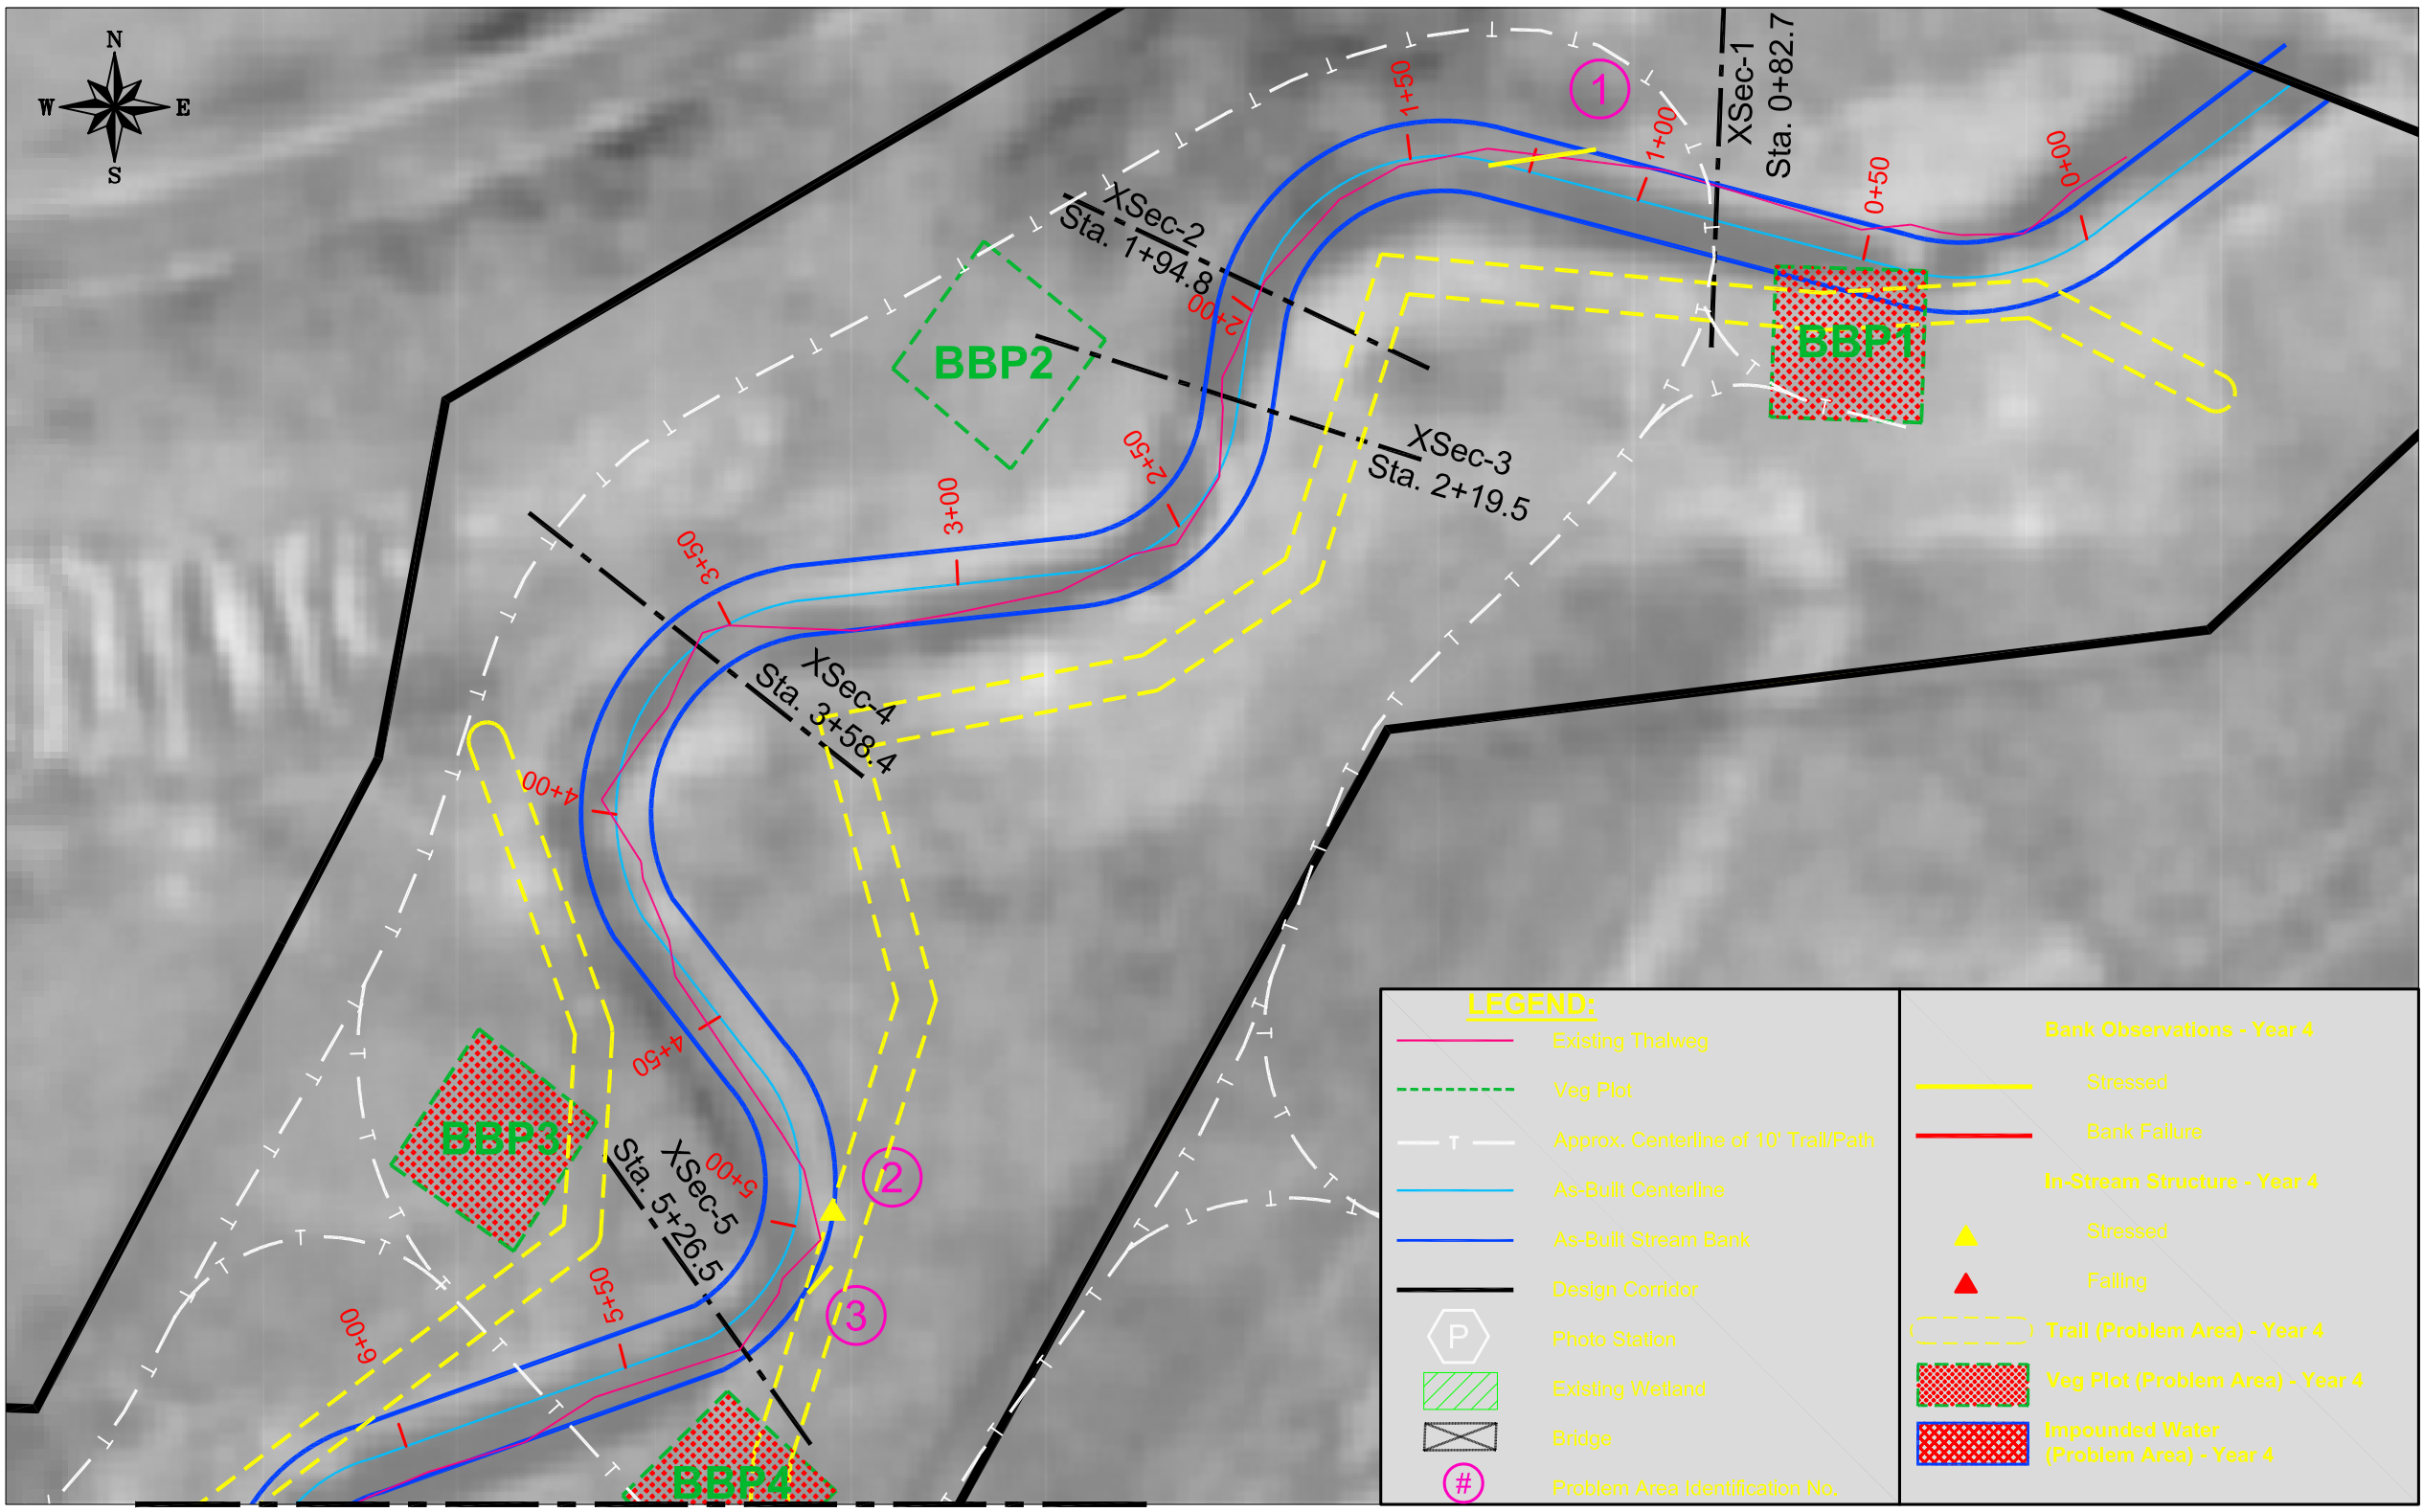 N
W E
S
1
1+50
1+00
XSec-1
Sta. 0+82.7
0+50
0+00
XSec-2
Sta. 1+94.8
2+00
BBP2
BBP1
XSec-3
Sta. 2+19.5
2+50
3+00
3+50
XSec-4
Sta. 3+58.4
4+00
4+50
BBP3
XSec-5
Sta. 5+26.5
5+00
2
3
5+50
6+00
BBP4
LEGEND:
Existing Thalweg
Veg Plot
T Approx. Centerline of 10' Trail/Path
As-Built Centerline
As-Built Stream Bank
Design Corridor
P Photo Station
Existing Wetland
Bridge
# Problem Area Identification No.
Bank Observations - Year 4
Stressed
Bank Failure
In-Stream Structure - Year 4
Stressed
Failing
Trail (Problem Area) - Year 4
Veg Plot (Problem Area) - Year 4
Impounded Water
(Problem Area) - Year 4